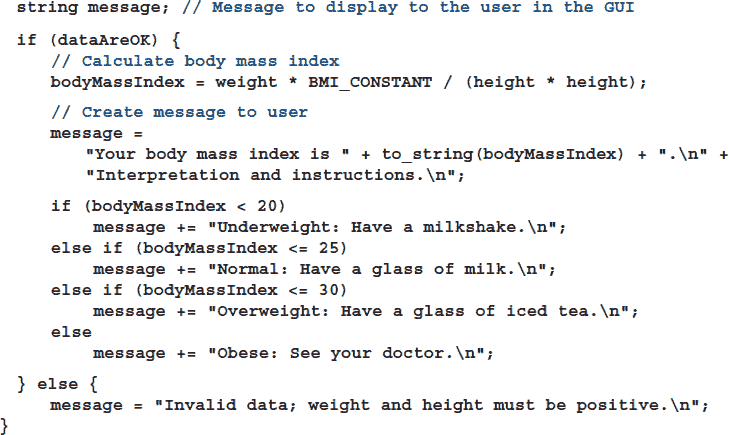 string message; // Message to display to the user in the GUI
if (dataAreOK) {
// Calculate body mass index
bodyMassIndex = weight * BMI_CONSTANT / (height * height);
// Create message to user
message =
"Your body mass index is " + to_string(bodyMassIndex) + ".\n" +
"Interpretation and instructions.\n";
if (bodyMassIndex < 20)
message += "Underweight: Have a milkshake.\n";
else if (bodyMassIndex <= 25)
message += "Normal: Have a glass of milk.\n";
else if (bodyMassIndex <= 30)
message += "Overweight: Have a glass of iced tea.\n";
else
message += "Obese: See your doctor.\n";
} else {
message = "Invalid data; weight and height must be positive.\n";
}